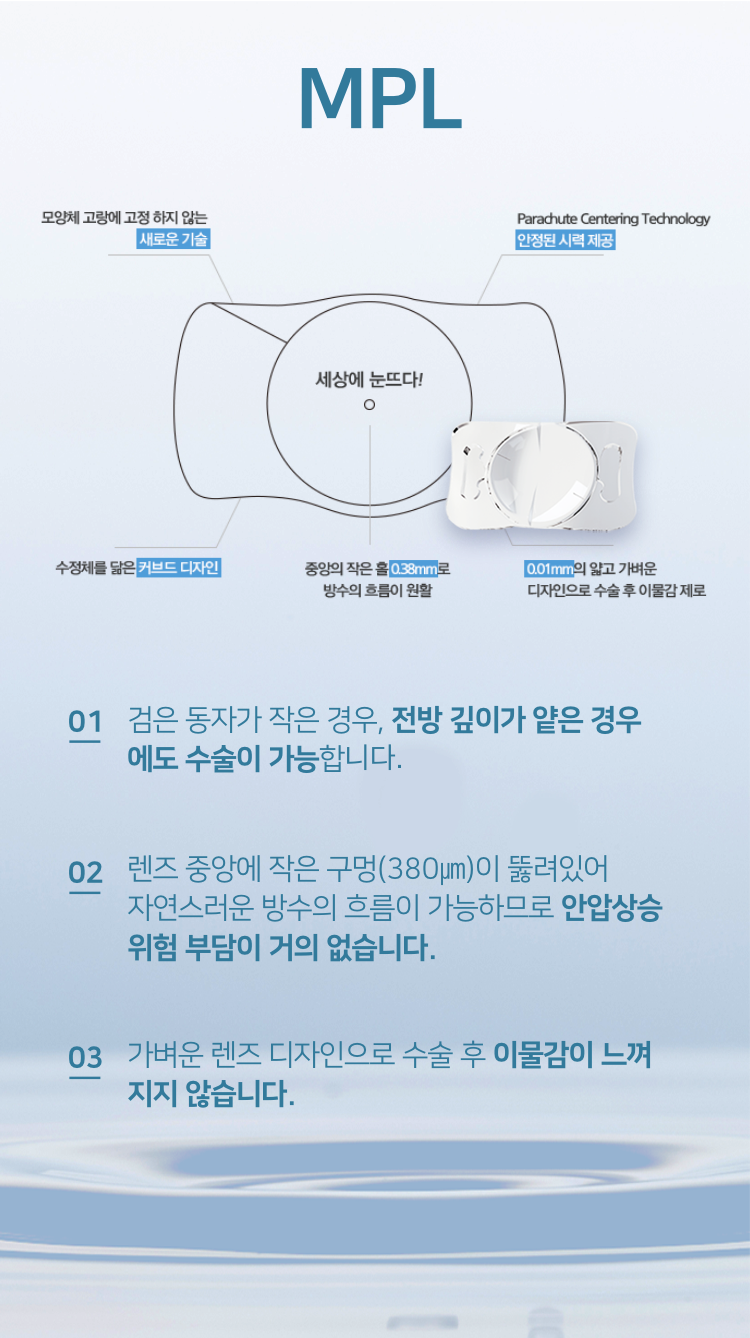 MPL
모양체 고랑에 고정 하지 않는
새로운 기술
Parachute Centering Technology
안정된 시력 제공
세상에 눈뜨다!
수정체를 닮은 커브드 디자인
중앙의 작은 홀 0.38mm로
방수의 흐름이 원활
0.01mm의 얇고 가벼운
디자인으로 수술 후 이물감 제로
01 검은 동자가 작은 경우, 전방 깊이가 얕은 경우
에도 수술이 가능합니다.
02 렌즈 중앙에 작은 구멍(380㎛)이 뚫려있어
자연스러운 방수의 흐름이 가능하므로 안압상승
위험 부담이 거의 없습니다.
03 가벼운 렌즈 디자인으로 수술 후 이물감이 느껴
지지 않습니다.